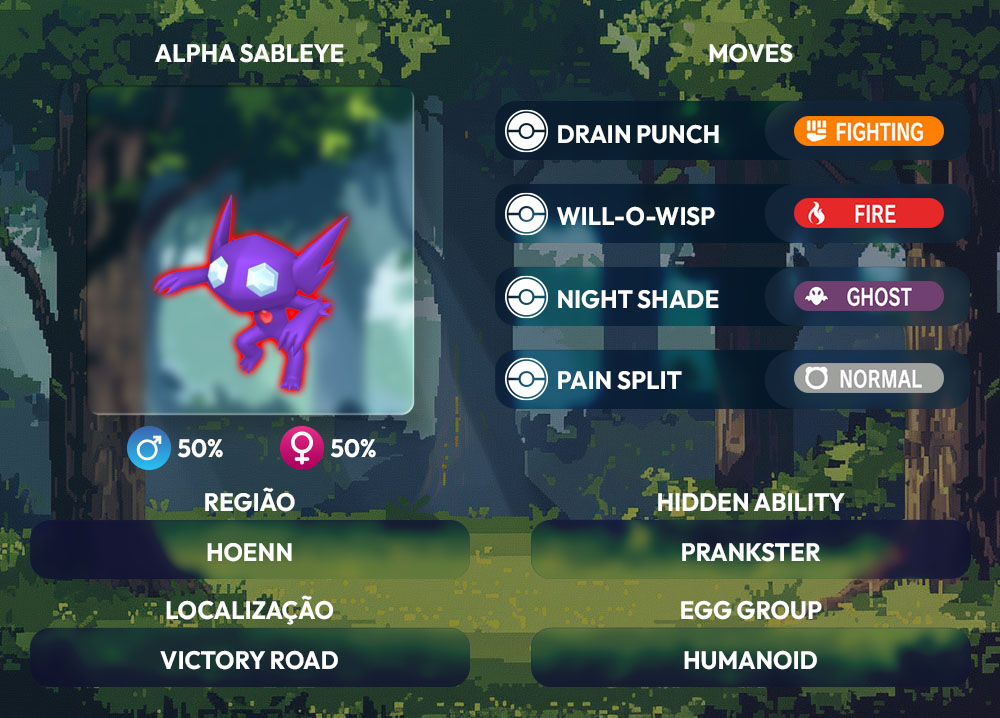 ALPHA SABLEYE
50%
50%
REGIÃO
HOENN
LOCALIZAÇÃO
VICTORY ROAD
MOVES
DRAIN PUNCH
FIGHTING
WILL-O-WISP
FIRE
NIGHT SHADE
GHOST
PAIN SPLIT
NORMAL
HIDDEN ABILITY
PRANKSTER
EGG GROUP
HUMANOID